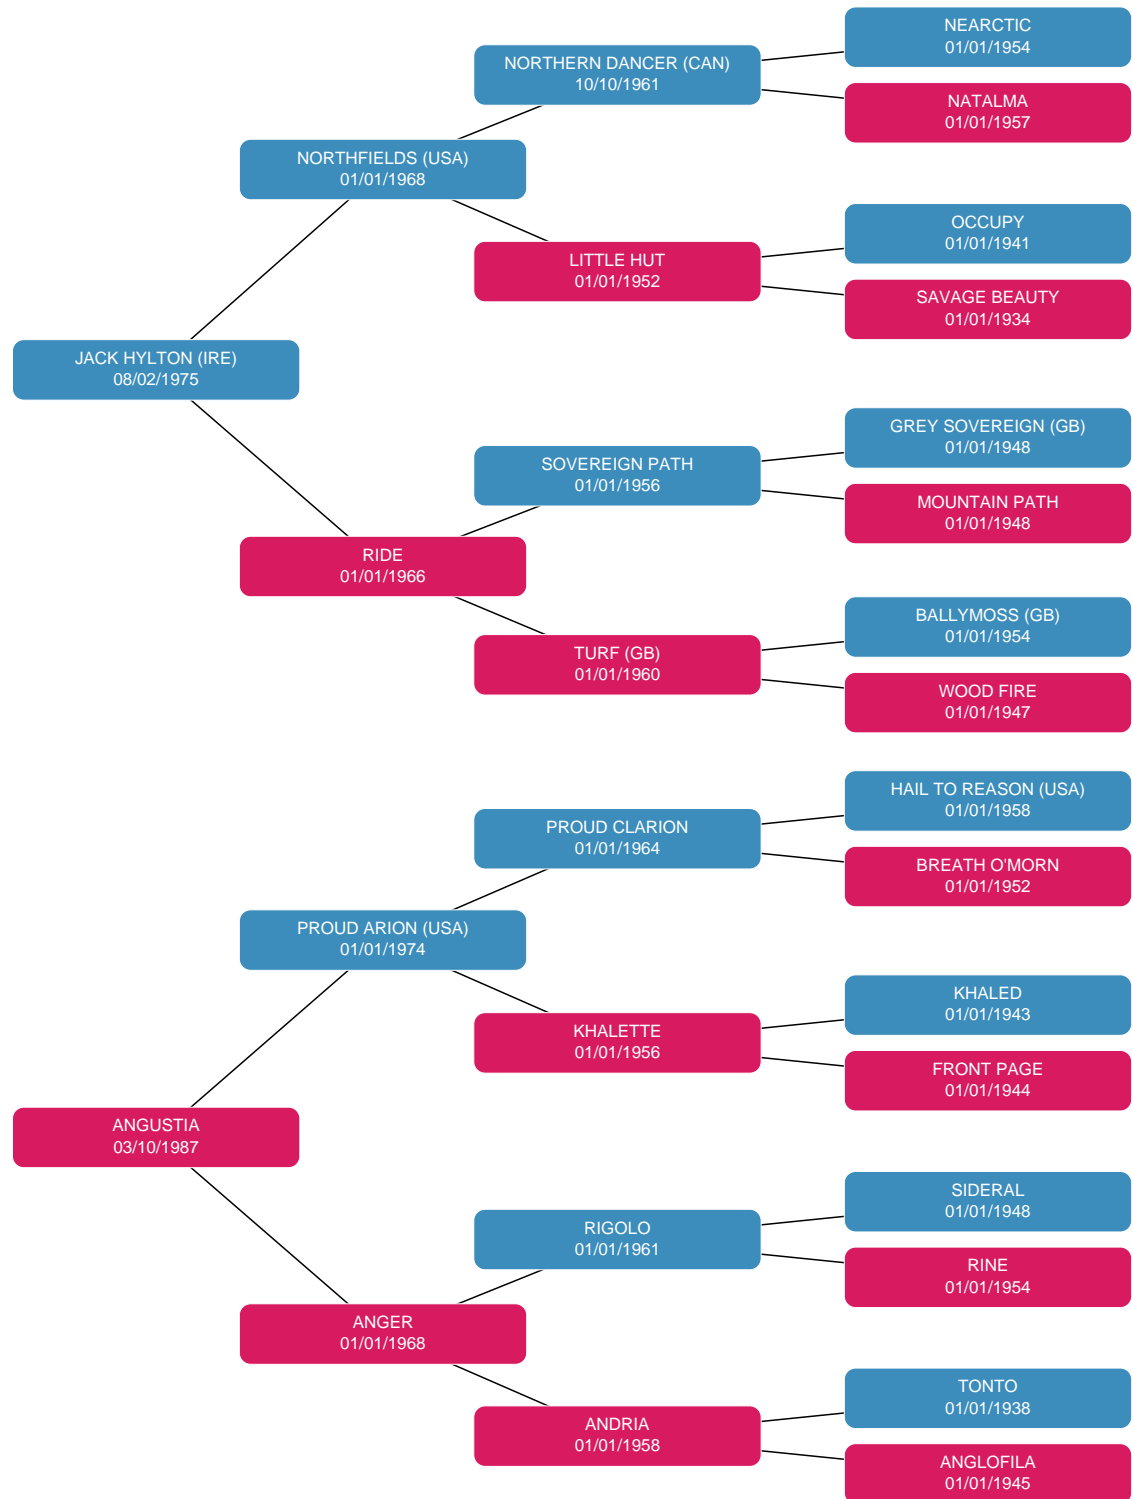 NEARCTIC
01/01/1954
NORTHERN DANCER (CAN)
10/10/1961
NATALMA
01/01/1957
NORTHFIELDS (USA)
01/01/1968
OCCUPY
01/01/1941
LITTLE HUT
01/01/1952
SAVAGE BEAUTY
01/01/1934
JACK HYLTON (IRE)
08/02/1975
GREY SOVEREIGN (GB)
01/01/1948
SOVEREIGN PATH
01/01/1956
MOUNTAIN PATH
01/01/1948
RIDE
01/01/1966
BALLYMOSS (GB)
01/01/1954
TURF (GB)
01/01/1960
WOOD FIRE
01/01/1947
HAIL TO REASON (USA)
01/01/1958
PROUD CLARION
01/01/1964
BREATH O'MORN
01/01/1952
PROUD ARION (USA)
01/01/1974
KHALED
01/01/1943
KHALETTE
01/01/1956
FRONT PAGE
01/01/1944
ANGUSTIA
03/10/1987
SIDERAL
01/01/1948
RIGOLO
01/01/1961
RINE
01/01/1954
ANGER
01/01/1968
TONTO
01/01/1938
ANDRIA
01/01/1958
ANGLOFILA
01/01/1945